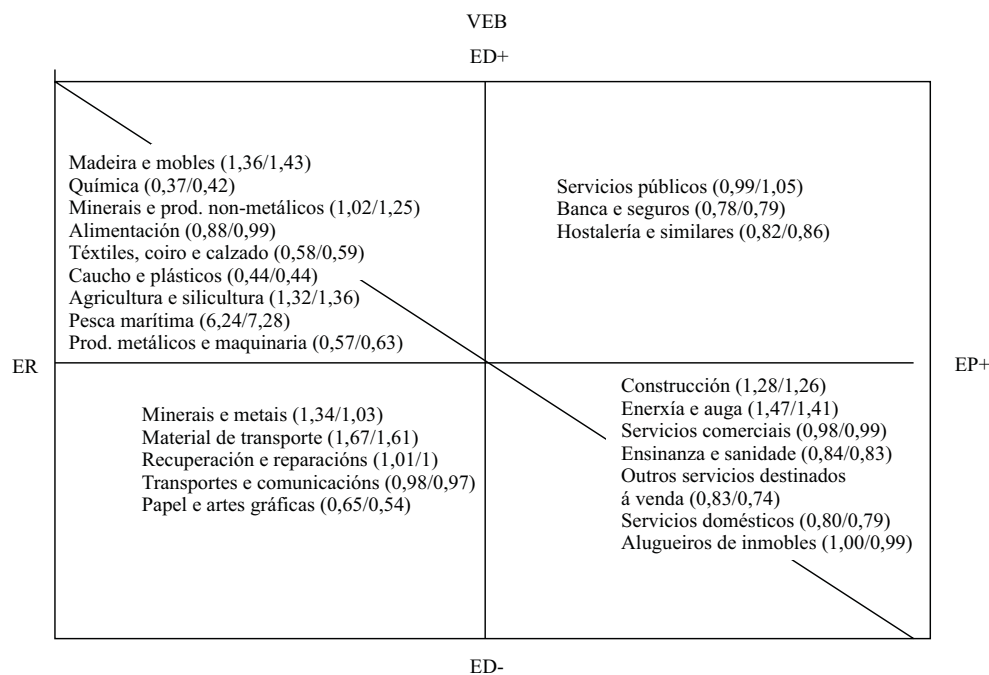 VEB
ED+
Madeira e mobles (1,36/1,43)
Química (0,37/0,42)
Minerais e prod. non-metálicos (1,02/1,25)
Alimentación (0,88/0,99)
Téxtiles, coiro e calzado (0,58/0,59)
Caucho e plásticos (0,44/0,44)
Agricultura e silicultura (1,32/1,36)
Pesca marítima (6,24/7,28)
Prod. metálicos e maquinaria (0,57/0,63)
Servicios públicos (0,99/1,05)
Banca e seguros (0,78/0,79)
Hostalería e similares (0,82/0,86)
ER
EP+
Minerais e metais (1,34/1,03)
Material de transporte (1,67/1,61)
Recuperación e reparacións (1,01/1)
Transportes e comunicacións (0,98/0,97)
Papel e artes gráficas (0,65/0,54)
Construcción (1,28/1,26)
Enerxía e auga (1,47/1,41)
Servicios comerciais (0,98/0,99)
Ensinanza e sanidade (0,84/0,83)
Outros servicios destinados
á venda (0,83/0,74)
Servicios domésticos (0,80/0,79)
Alugueiros de inmobles (1,00/0,99)
ED-